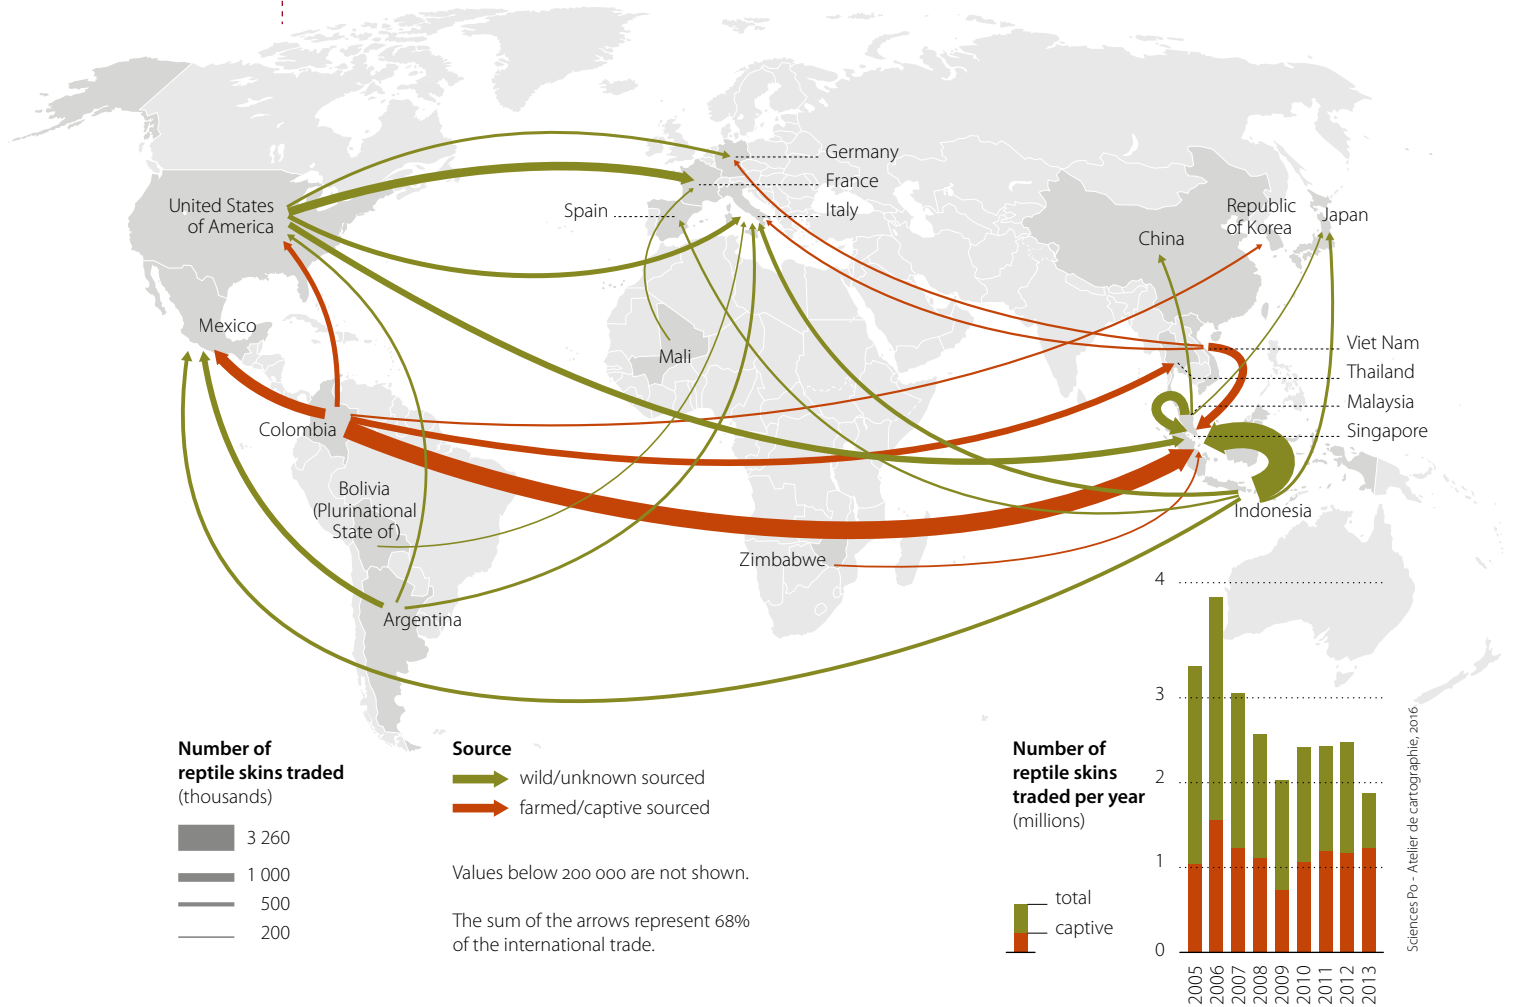 Germany
France
Italy
Spain
United States
of America
Republic
of Korea
Japan
China
Mexico
Mali
Viet Nam
Thailand
Malaysia
Singapore
Colombia
Bolivia
(Plurinational
State of)
Indonesia
Zimbabwe
Argentina
Number of
reptile skins traded
(thousands)
3 260
1 000
500
200
Source
wild/unknown sourced
farmed/captive sourced
Values below 200 000 are not shown.
The sum of the arrows represent 68%
of the international trade.
Number of
reptile skins
traded per year
(millions)
total
captive
4
3
2
1
0
2005
2006
2007
2008
2009
2010
2011
2012
2013
Sciences Po - Atelier de cartographie, 2016